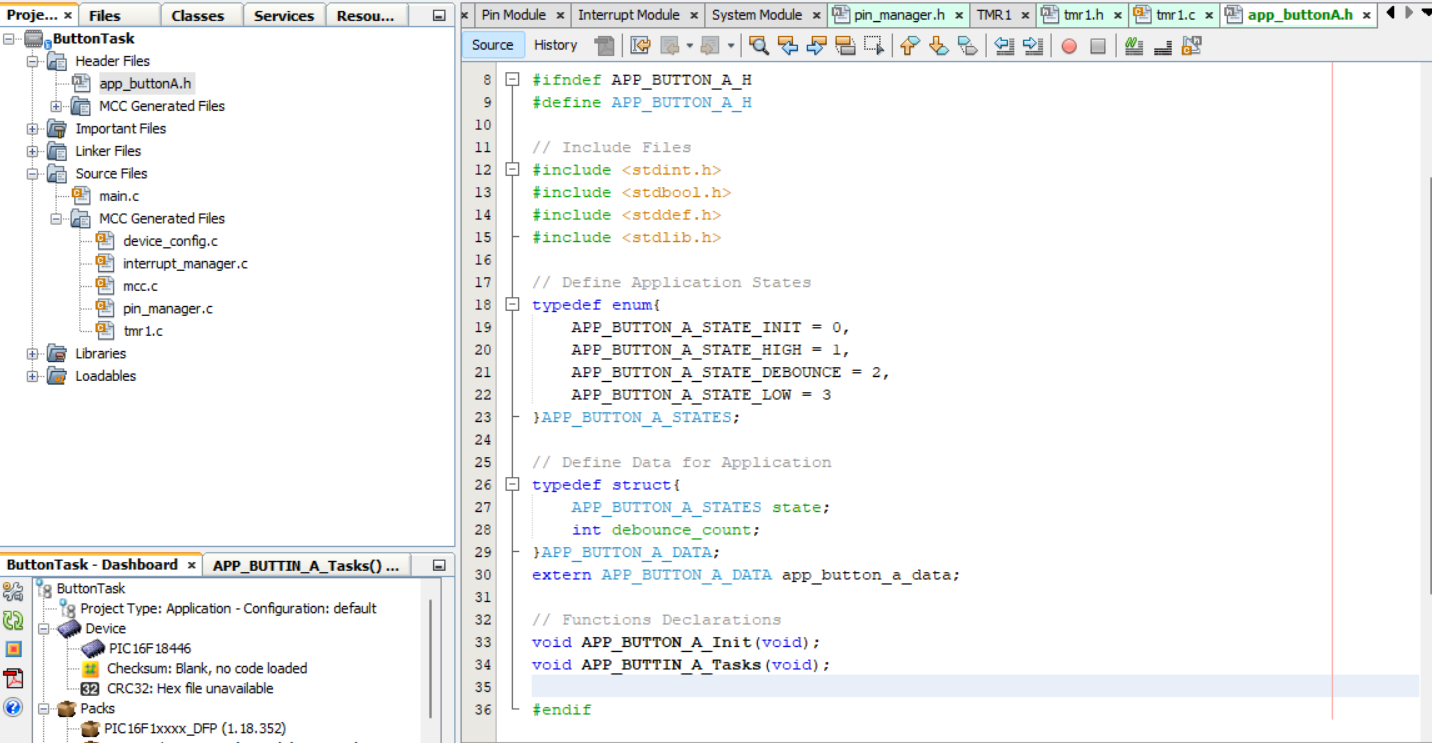 Proje... × Files Classes Services Resou...
ButtonTask
Header Files
app_buttonA.h
MCC Generated Files
Important Files
Linker Files
Source Files
main.c
MCC Generated Files
device_config.c
interrupt_manager.c
mcc.c
pin_manager.c
tmr1.c
Libraries
Loadables
ButtonTask - Dashboard × APP_BUTTIN_A_Tasks() ...
ButtonTask
Project Type: Application - Configuration: default
Device
PIC16F18446
Checksum: Blank, no code loaded
32 CRC32: Hex file unavailable
Packs
PIC16F1xxxx_DFP (1.18.352)
× Pin Module × Interrupt Module × System Module × pin_manager.h × TMR1 × tmr1.h × tmr1.c × app_buttonA.h ×
Source History
8 #ifndef APP_BUTTON_A_H
9 #define APP_BUTTON_A_H
10
11 // Include Files
12 #include <stdint.h>
13 #include <stdbool.h>
14 #include <stddef.h>
15 #include <stdlib.h>
16
17 // Define Application States
18 typedef enum{
19 APP_BUTTON_A_STATE_INIT = 0,
20 APP_BUTTON_A_STATE_HIGH = 1,
21 APP_BUTTON_A_STATE_DEBOUNCE = 2,
22 APP_BUTTON_A_STATE_LOW = 3
23 }APP_BUTTON_A_STATES;
24
25 // Define Data for Application
26 typedef struct{
27 APP_BUTTON_A_STATES state;
28 int debounce_count;
29 }APP_BUTTON_A_DATA;
30 extern APP_BUTTON_A_DATA app_button_a_data;
31
32 // Functions Declarations
33 void APP_BUTTON_A_Init(void);
34 void APP_BUTTIN_A_Tasks(void);
35
36 #endif